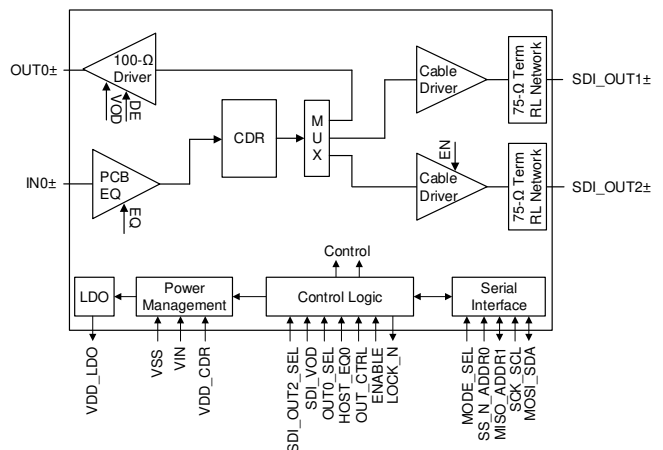 100-Ω
Driver
OUT0±
VOD
DE
Cable
Driver
75-Ω Term
RL Network
SDI_OUT1±
CDR
M
U
X
IN0±
PCB
EQ
EQ
EN
Cable
Driver
75-Ω Term
RL Network
SDI_OUT2±
Control
LDO
Power
Management
Control Logic
Serial
Interface
VDD_LDO
VSS
VIN
VDD_CDR
SDI_OUT2_SEL
SDI_VOD
OUT0_SEL
HOST_EQ0
OUT_CTRL
ENABLE
LOCK_N
MODE_SEL
SS_N_ADDR0
MISO_ADDR1
SCK_SCL
MOSI_SDA